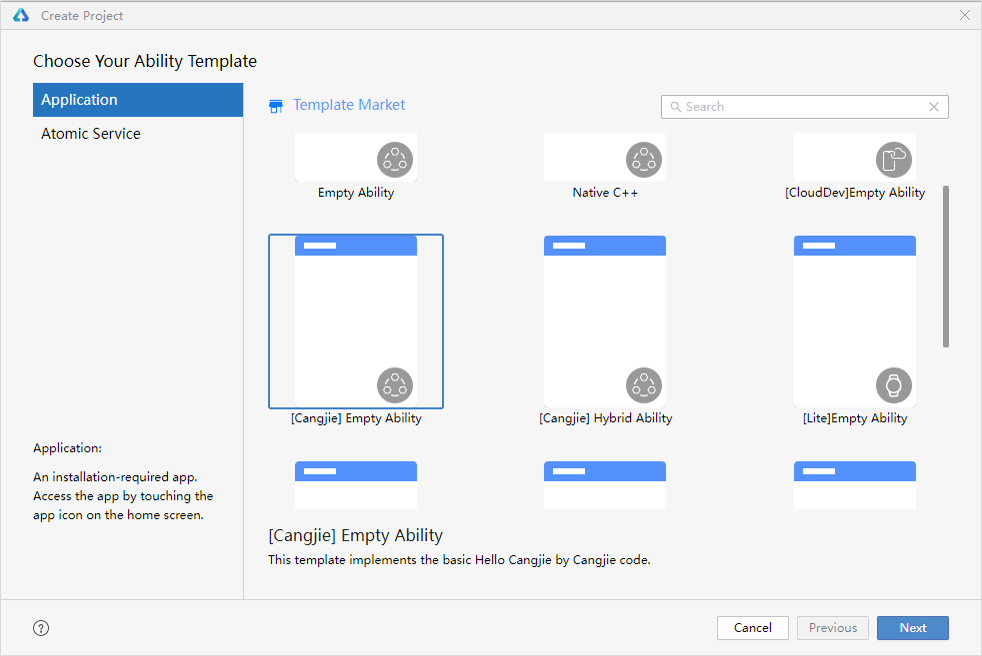 Create Project
Choose Your Ability Template
Application
Atomic Service
Template Market
Search
Empty Ability
Native C++
[CloudDev]Empty Ability
[Cangjie] Empty Ability
[Cangjie] Hybrid Ability
[Lite]Empty Ability
Application:
An installation-required app.
Access the app by touching the
app icon on the home screen.
[Cangjie] Empty Ability
This template implements the basic Hello Cangjie by Cangjie code.
?
Cancel
Previous
Next